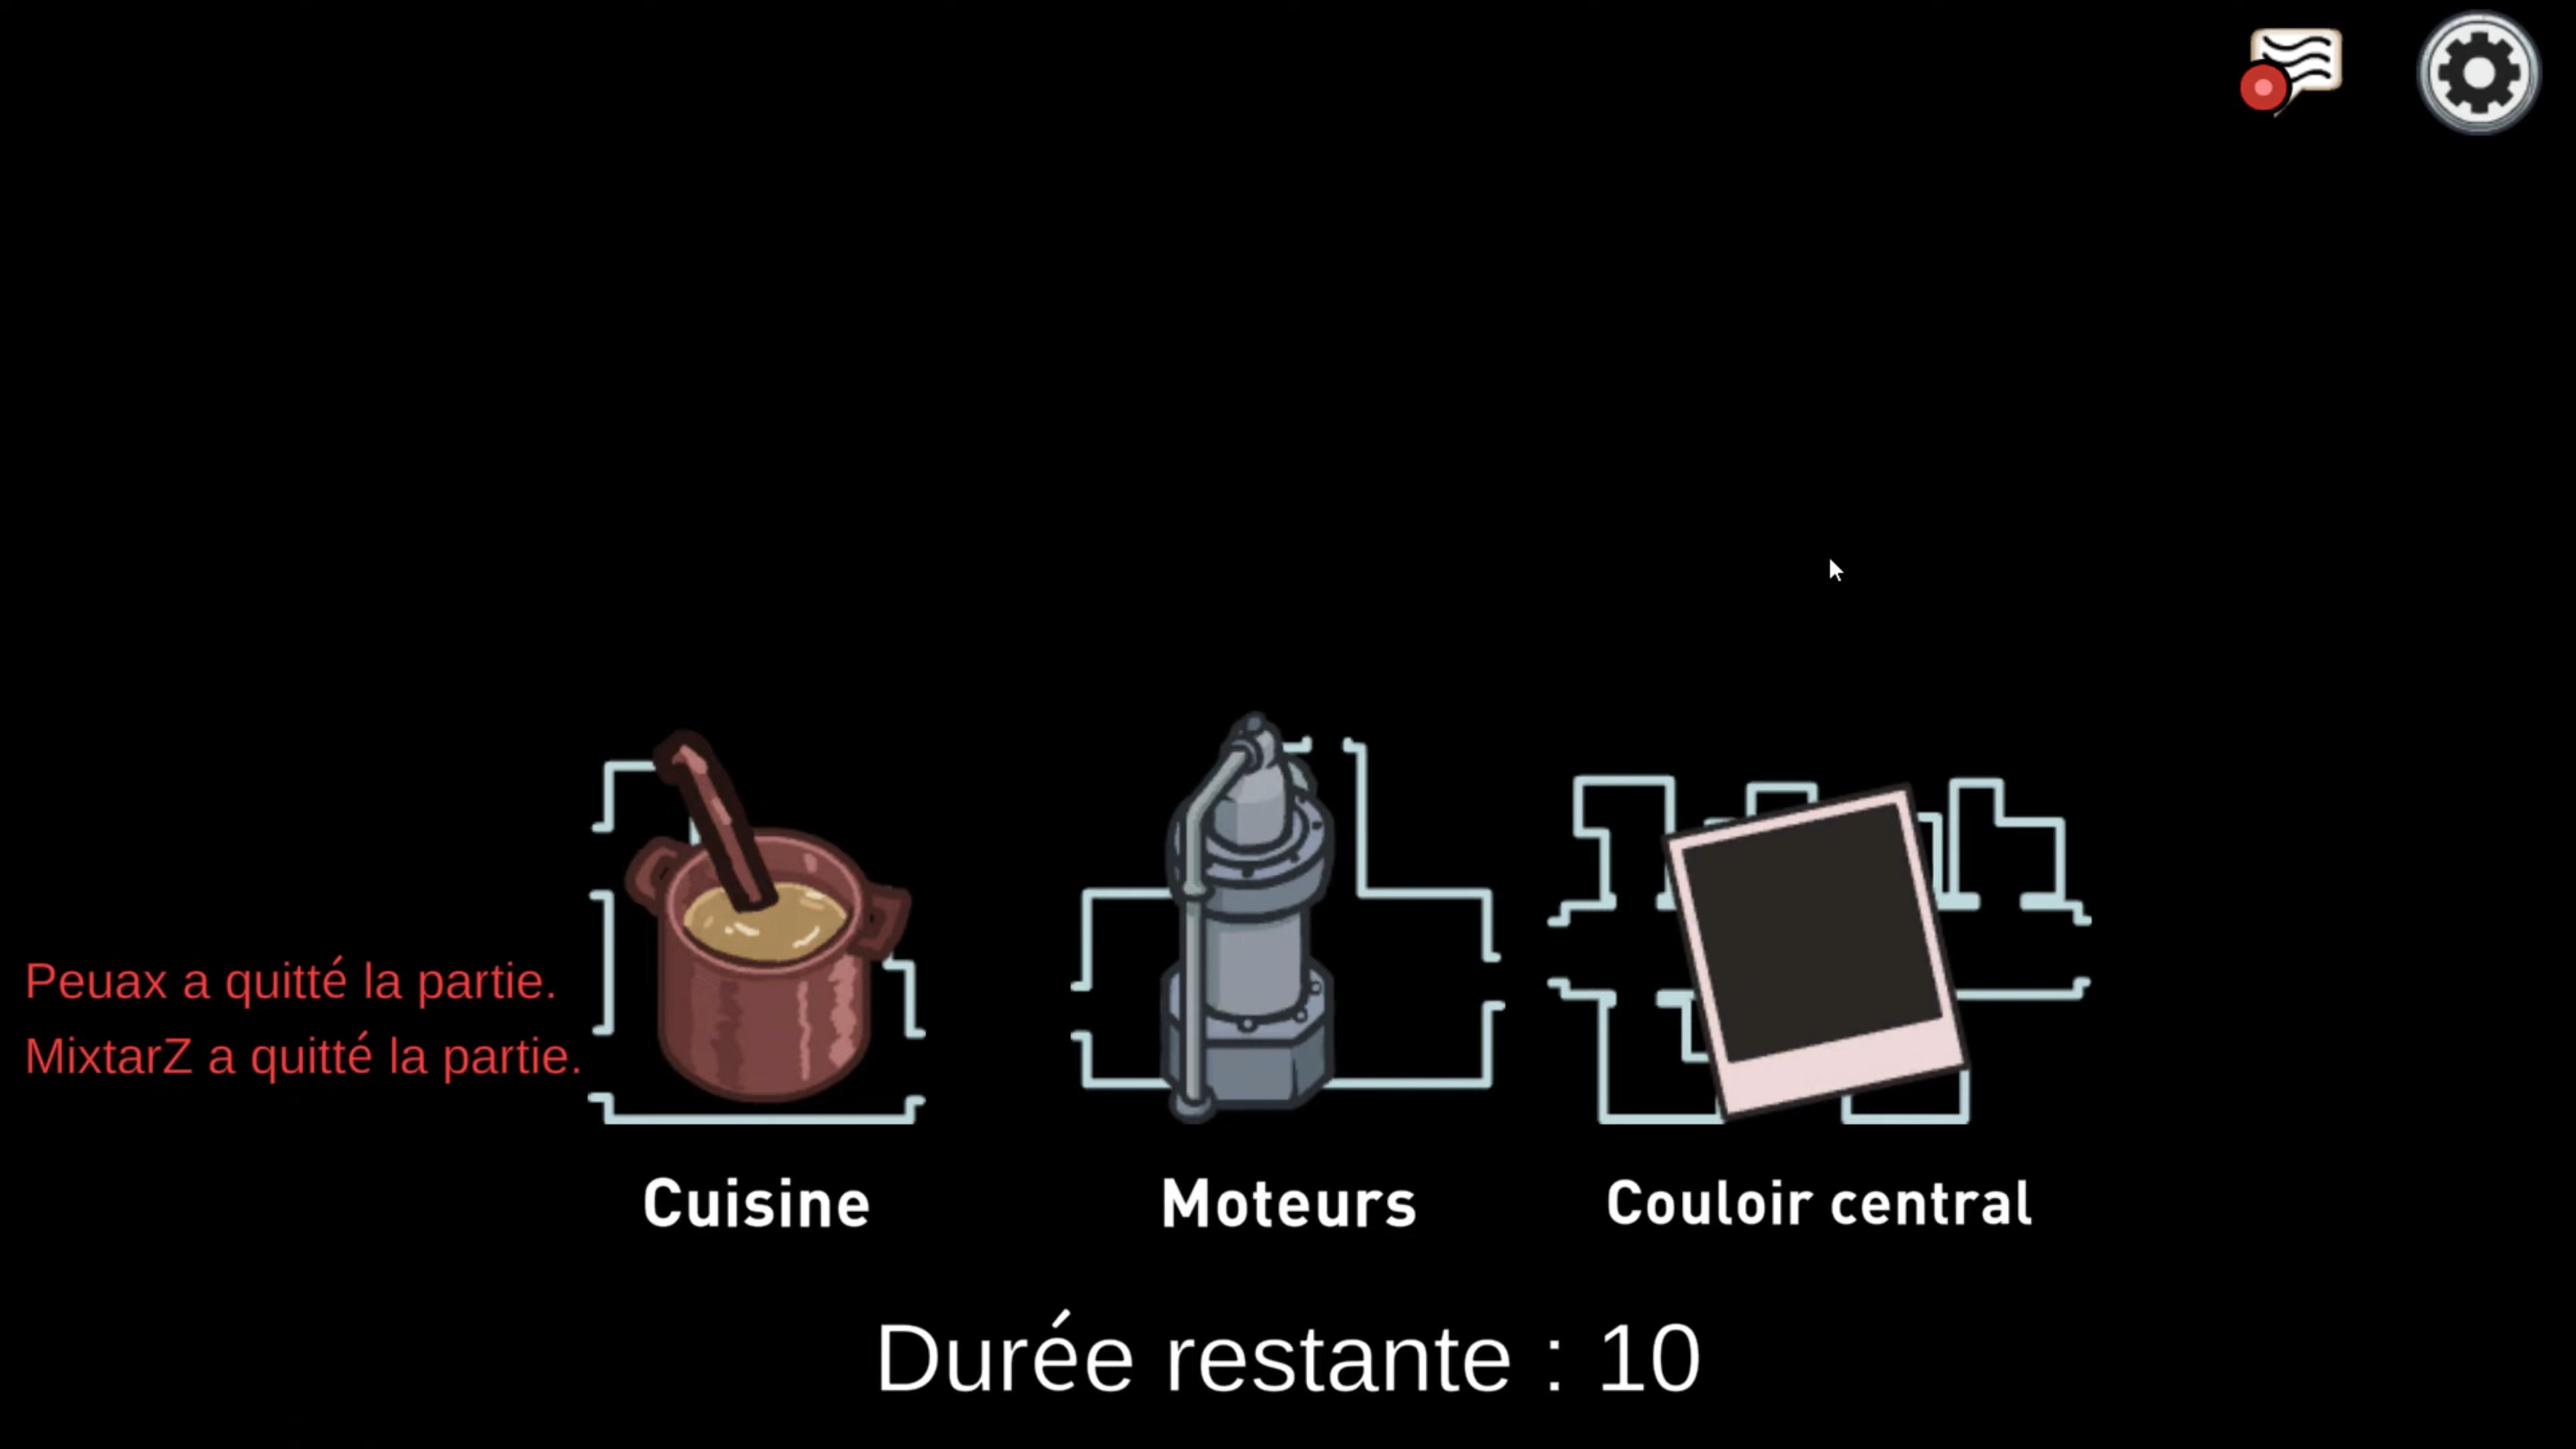 Peuax a quitté la partie.
MixtarZ a quitté la partie.
Cuisine
Moteurs
Couloir central
Durée restante : 10